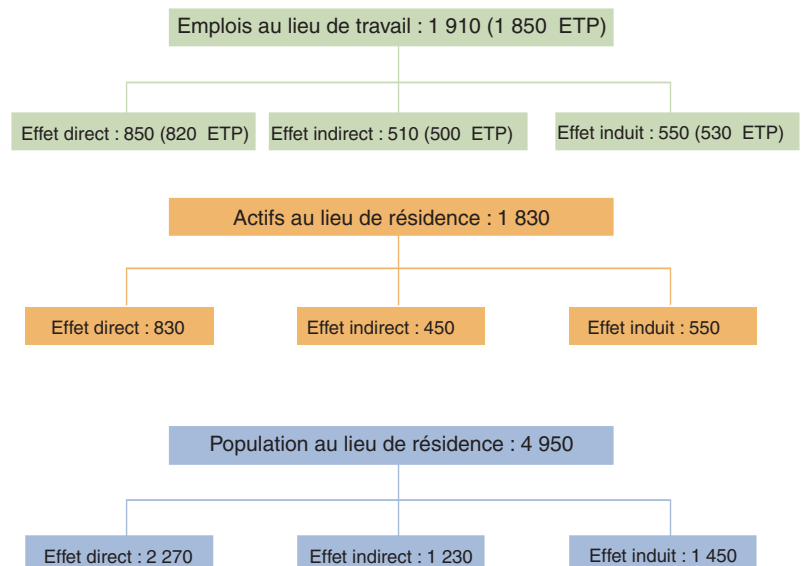 Emplois au lieu de travail : 1 910 (1 850 ETP)
Effet direct : 850 (820 ETP)
Effet indirect : 510 (500 ETP)
Effet induit : 550 (530 ETP)
Actifs au lieu de résidence : 1 830
Effet direct : 830
Effet indirect : 450
Effet induit : 550
Population au lieu de résidence : 4 950
Effet direct : 2 270
Effet indirect : 1 230
Effet induit : 1 450